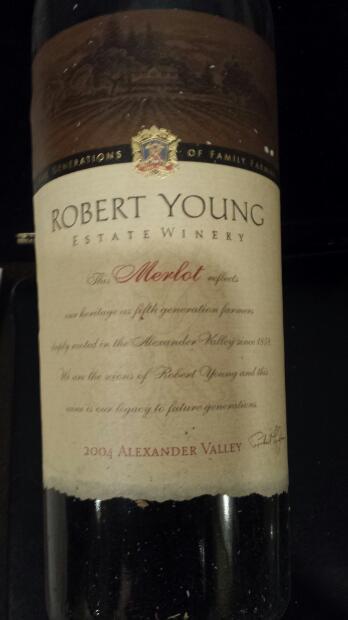 GENERATIONS OF FAMILY FARMING
ROBERT YOUNG
ESTATE WINERY
This Merlot reflects
our heritage as fifth generation farmers
deeply rooted in the Alexander Valley since 1858.
We are the scions of Robert Young and this
wine is our legacy to future generations.
2004 ALEXANDER VALLEY